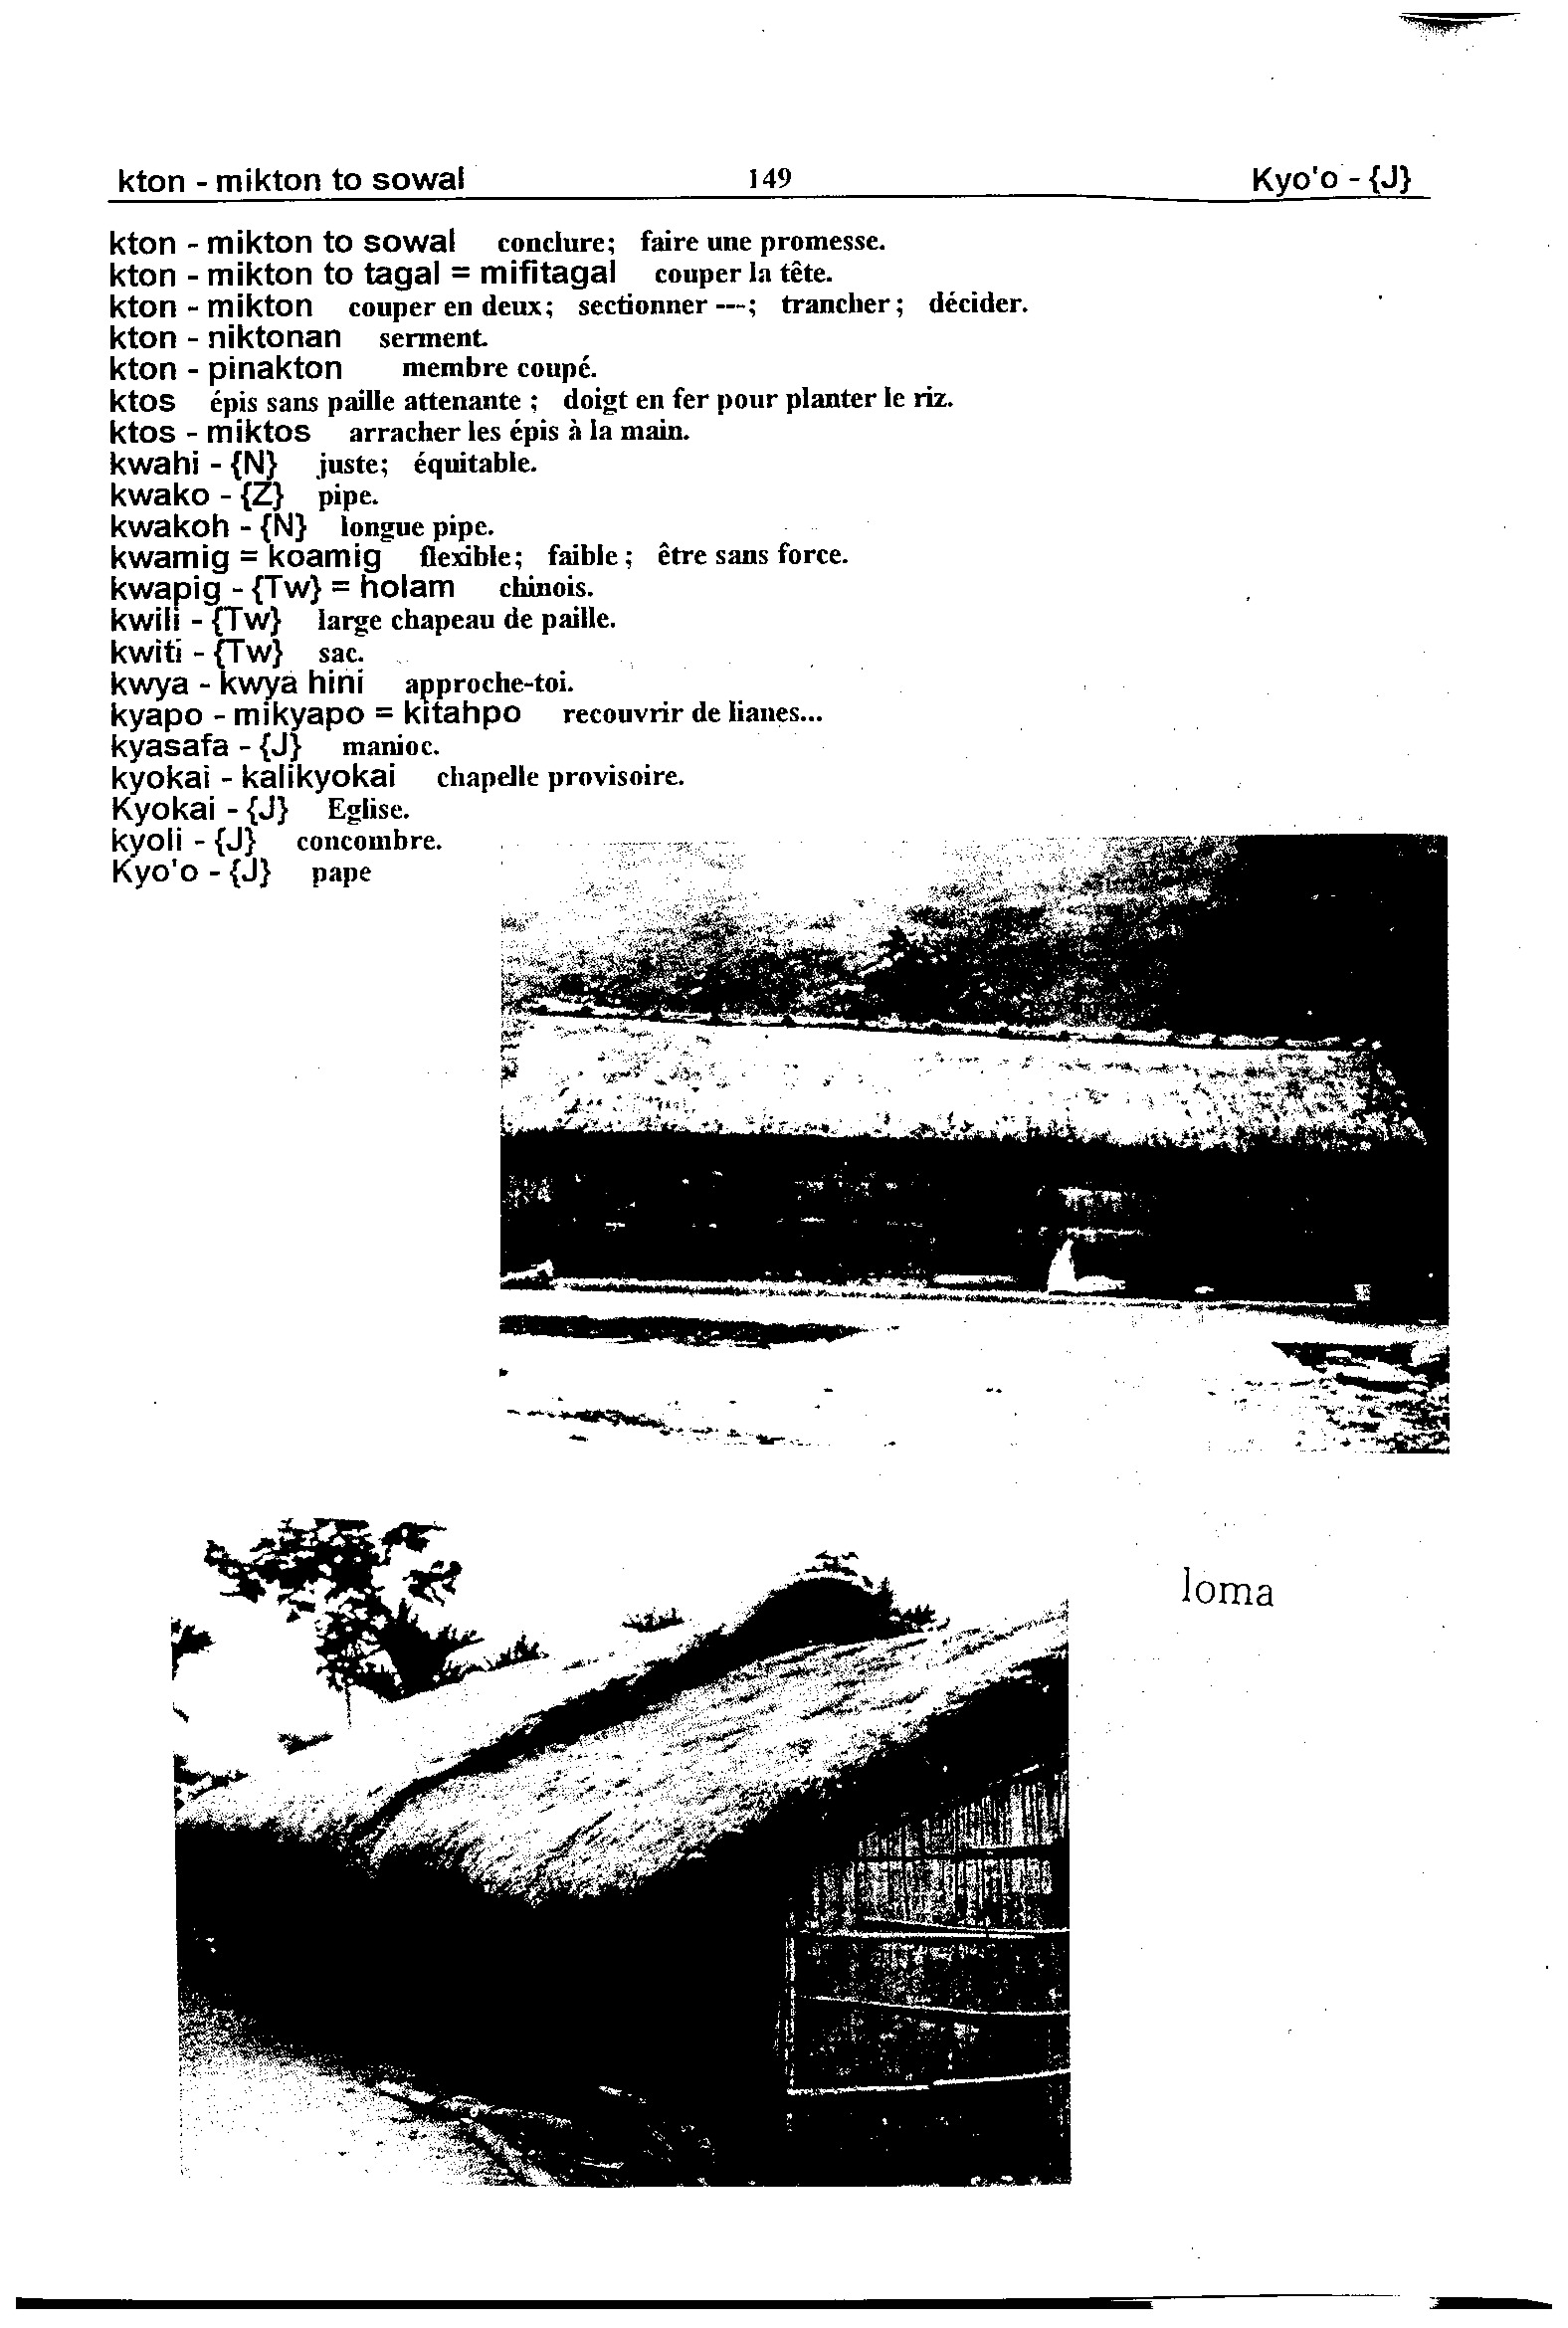 kton - mikton to sowal 149 Kyo'o - {J}
kton - mikton to sowal conclure; faire une promesse.
kton - mikton to tagal = mifitagal couper la tête.
kton - mikton couper en deux; sectionner ---; trancher; décider.
kton - niktonan serment.
kton - pinakton membre coupé.
ktos épis sans paille attenante ; doigt en fer pour planter le riz.
ktos - miktos arracher les épis à la main.
kwahi - {N} juste; équitable.
kwako - {Z} pipe.
kwakoh - {N} longue pipe.
kwamig = koamig flexible; faible ; être sans force.
kwapig - {Tw} = holam chinois.
kwili - {Tw} large chapeau de paille.
kwiti - {Tw} sac.
kwya - kwya hini approche-toi.
kyapo - mikyapo = kitahpo recouvrir de lianes...
kyasafa - {J} manioc.
kyokai - kalikyokai chapelle provisoire.
Kyokai - {J} Eglise.
kyoli - {J} concombre.
Kyo'o - {J} pape
loma